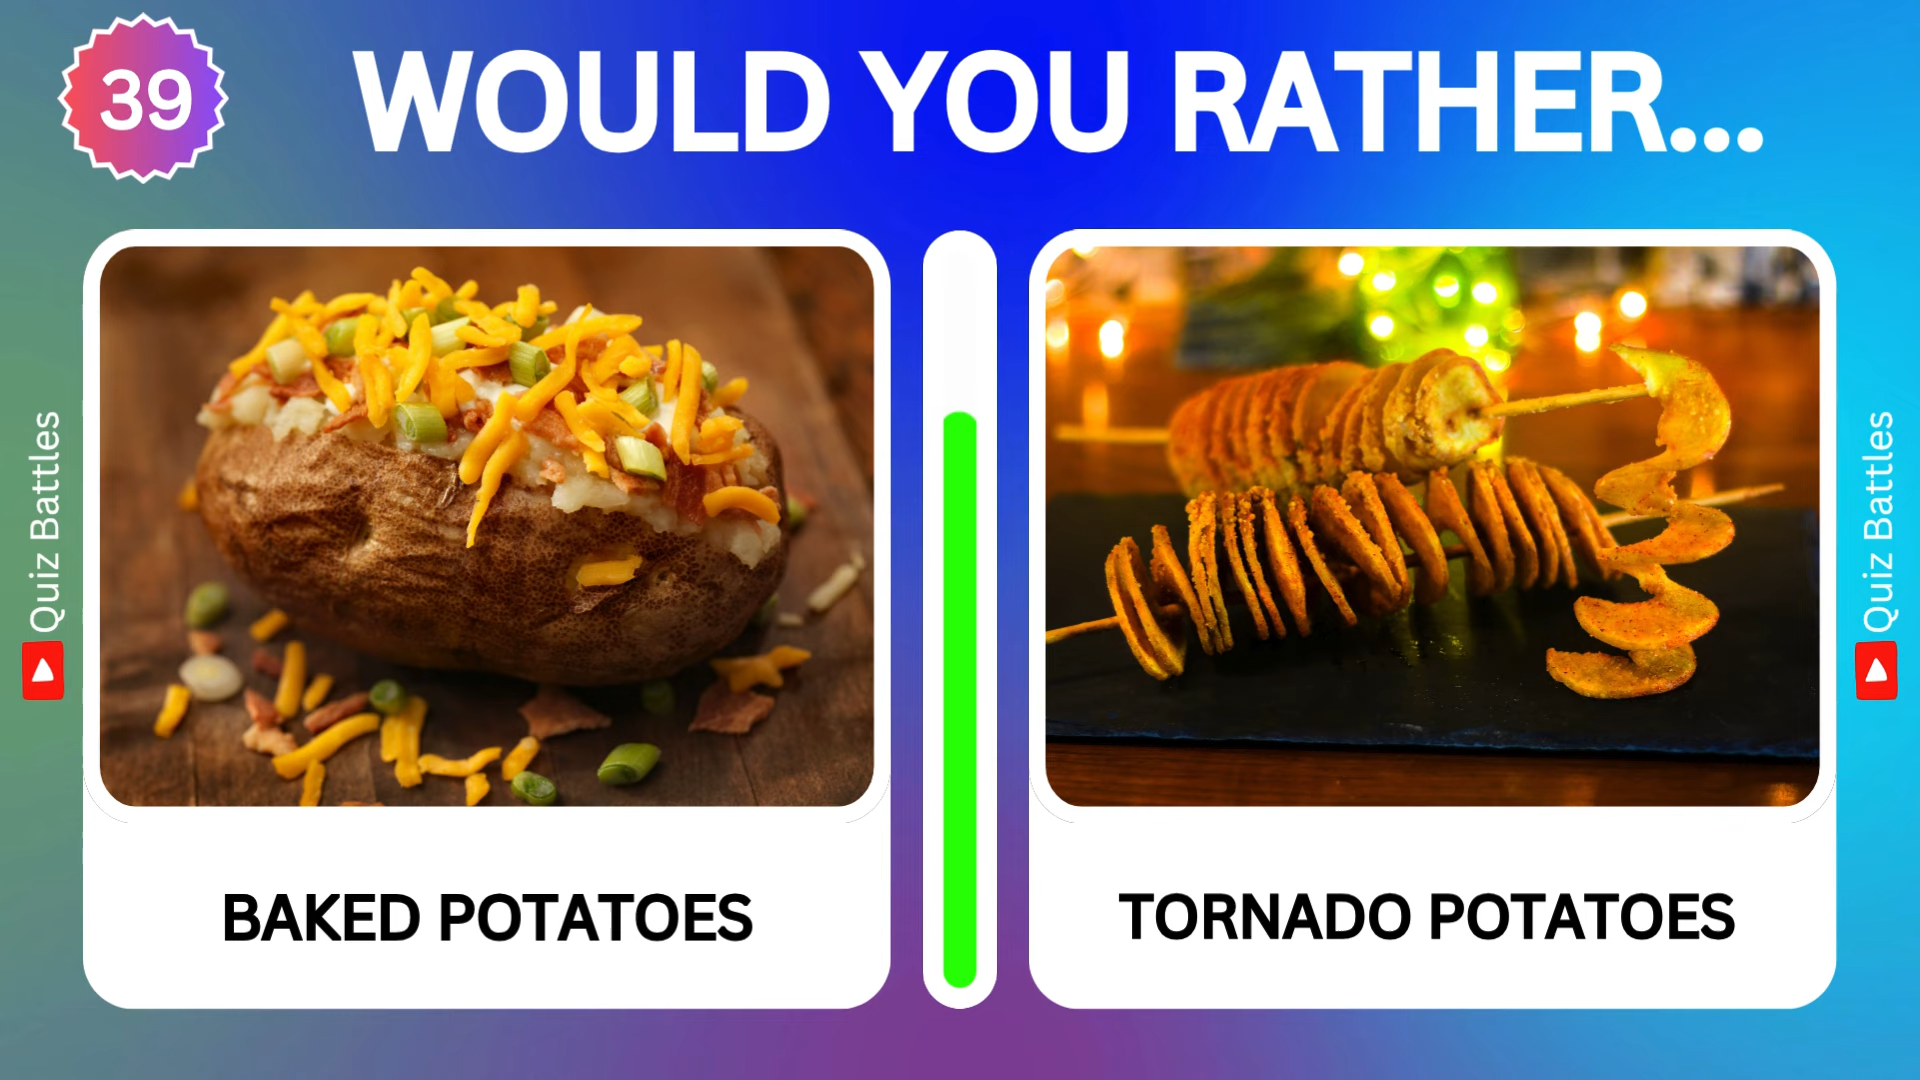 39
WOULD YOU RATHER...
Quiz Battles
Quiz Battles
BAKED POTATOES
TORNADO POTATOES